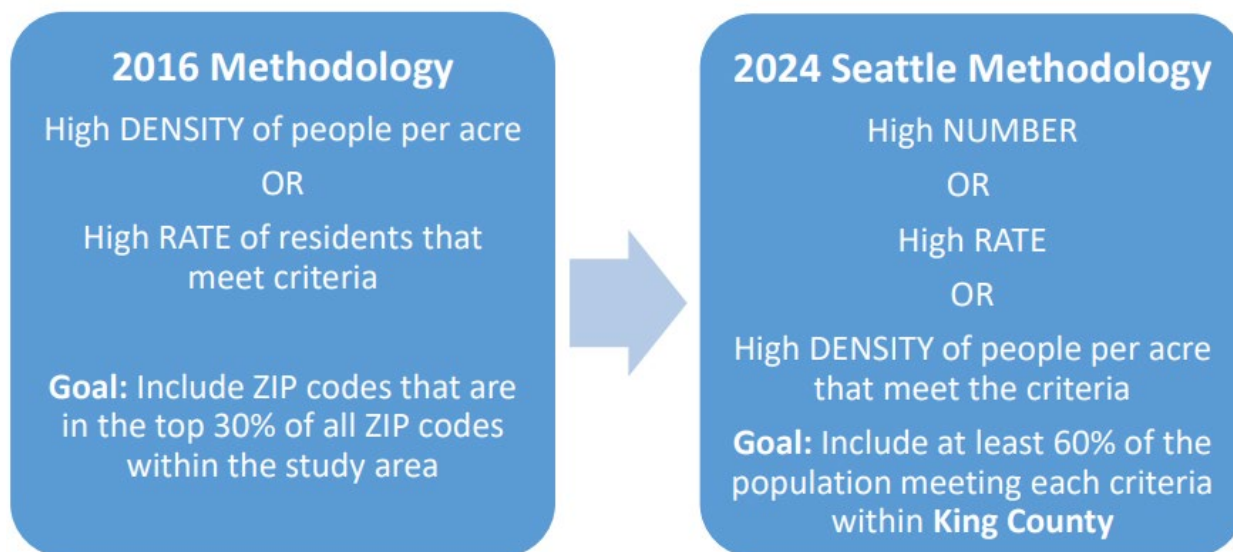 2016 Methodology
High DENSITY of people per acre
OR
High RATE of residents that
meet criteria
Goal: Include ZIP codes that are
in the top 30% of all ZIP codes
within the study area
2024 Seattle Methodology
High NUMBER
OR
High RATE
OR
High DENSITY of people per acre
that meet the criteria
Goal: Include at least 60% of the
population meeting each criteria
within King County